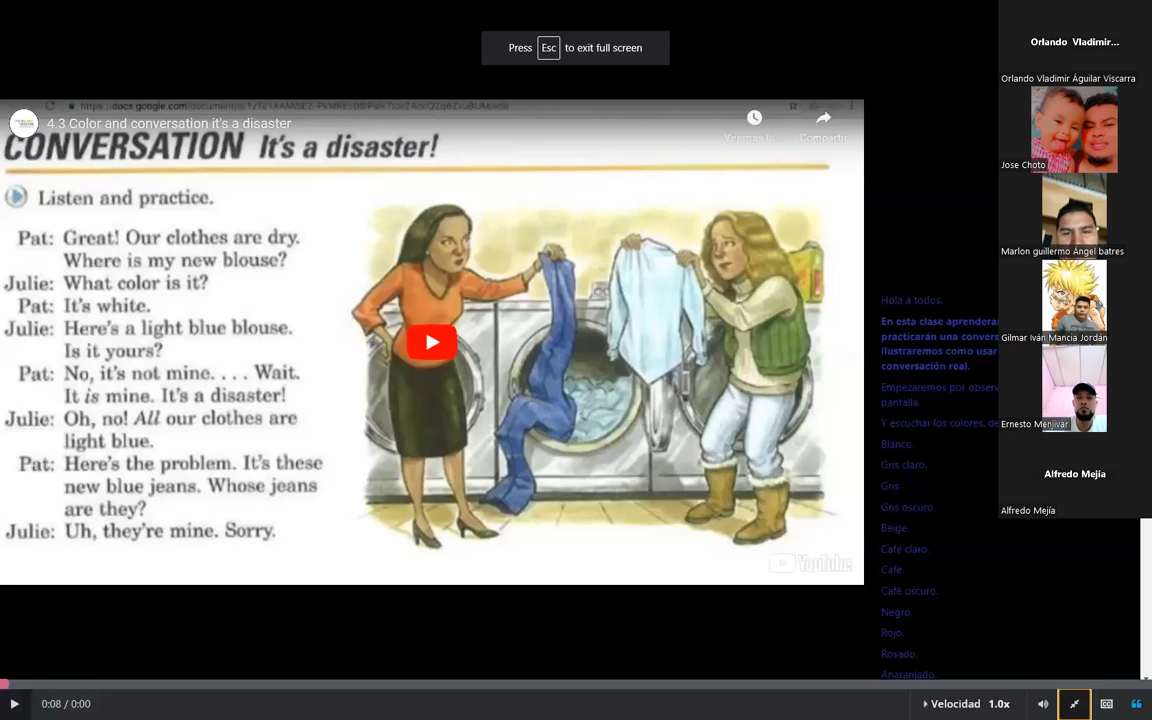 Press Esc to exit full screen
4.3 Color and conversation it's a disaster
Compartir
CONVERSATION It's a disaster!
Listen and practice.
Pat: Great! Our clothes are dry.
Where is my new blouse?
Julie: What color is it?
Pat: It's white.
Julie: Here's a light blue blouse.
Is it yours?
Pat: No, it's not mine. . . . Wait.
It is mine. It's a disaster!
Julie: Oh, no! All our clothes are
light blue.
Pat: Here's the problem. It's these
new blue jeans. Whose jeans
are they?
Julie: Uh, they're mine. Sorry.
YouTube
Hola a todos.
En esta clase aprenderá
practicarán una convers
ilustraremos como usar
conversación real.
Empezaremos por observ
pantalla.
Y escuchar los colores, de
Blanco.
Gris claro.
Gris
Gris oscuro.
Beige.
Café claro.
Cafe.
Café oscuro.
Negro.
Rojo.
Rosado.
Anaranjado.
Orlando Vladimir...
Orlando Vladimir Águilar Viscarra
Jose Choto
Marlon guillermo Ángel batres
Gilmar Iván Mancia Jordán
Ernesto Menjivar
Alfredo Mejía
Alfredo Mejía
0:08 / 0:00
Velocidad 1.0x
CC